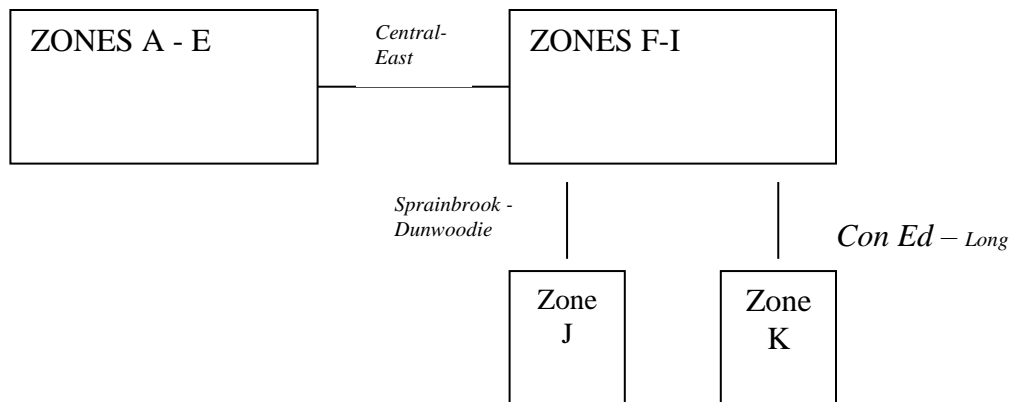 ZONES A - E
Central-
East
ZONES F-I
Sprainbrook -
Dunwoodie
Con Ed – Long
Zone
J
Zone
K